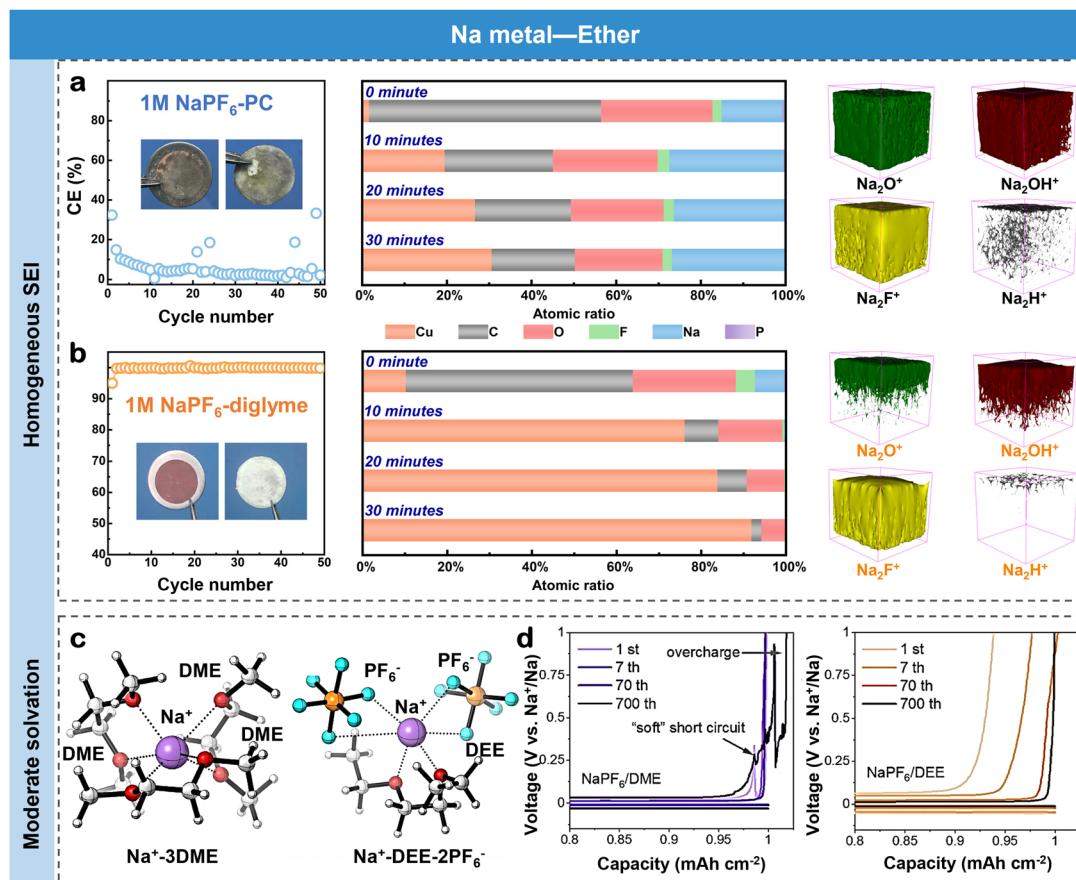 Na metal—Ether
Homogeneous SEI
a
1M NaPF₆-PC
CE (%)
80
60
40
20
0
0 10 20 30 40 50
Cycle number
0 minute
10 minutes
20 minutes
30 minutes
0% 20% 40% 60% 80% 100%
Atomic ratio
Na₂O⁺
Na₂OH⁺
Na₂F⁺
Na₂H⁺
Cu C O F Na P
b
1M NaPF₆-diglyme
90
80
70
60
50
40
0 10 20 30 40 50
Cycle number
0 minute
10 minutes
20 minutes
30 minutes
0% 20% 40% 60% 80% 100%
Atomic ratio
Na₂O⁺
Na₂OH⁺
Na₂F⁺
Na₂H⁺
Moderate solvation
c
DME
Na⁺
DME
DME
Na⁺-3DME
PF₆⁻
PF₆⁻
Na⁺
DEE
Na⁺-DEE-2PF₆⁻
d
Voltage (V vs. Na⁺/Na)
1
0.75
0.5
0.25
0
1 st
7 th
70 th
700 th
overcharge
"soft" short circuit
NaPF₆/DME
0.8 0.85 0.9 0.95 1
Capacity (mAh cm⁻²)
Voltage (V vs. Na⁺/Na)
1
0.75
0.5
0.25
0
1 st
7 th
70 th
700 th
NaPF₆/DEE
0.8 0.85 0.9 0.95 1
Capacity (mAh cm⁻²)